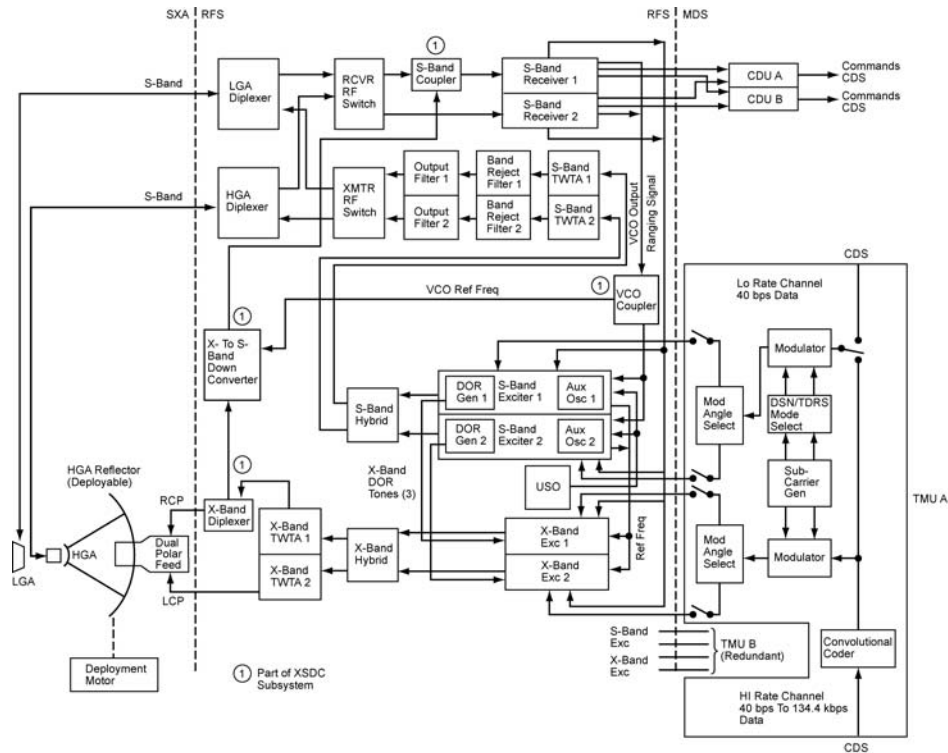 SXA
RFS
RFS
MDS
S-Band
LGA
Diplexer
RCVR
RF
Switch
1
S-Band
Coupler
S-Band
Receiver 1
S-Band
Receiver 2
CDU A
CDU B
Commands
CDS
Commands
CDS
S-Band
HGA
Diplexer
XMTR
RF
Switch
Output
Filter 1
Output
Filter 2
Band
Reject
Filter 1
Band
Reject
Filter 2
S-Band
TWTA 1
S-Band
TWTA 2
VCO Output
Ranging Signal
VCO Ref Freq
1
VCO
Coupler
1
X- To S-
Band
Down
Converter
S-Band
Hybrid
DOR
Gen 1
S-Band
Exciter 1
Aux
Osc 1
DOR
Gen 2
S-Band
Exciter 2
Aux
Osc 2
USO
X-Band
DOR
Tones (3)
Ref Freq
HGA Reflector
(Deployable)
RCP
1
X-Band
Diplexer
X-Band
TWTA 1
X-Band
TWTA 2
X-Band
Hybrid
X-Band
Exc 1
X-Band
Exc 2
LGA
HGA
Dual
Polar
Feed
LCP
Deployment
Motor
1 Part of XSDC
Subsystem
CDS
Lo Rate Channel
40 bps Data
Modulator
Mod
Angle
Select
DSN/TDRS
Mode
Select
Sub-
Carrier
Gen
Mod
Angle
Select
Modulator
TMU A
S-Band
Exc
X-Band
Exc
TMU B
(Redundant)
Convolutional
Coder
HI Rate Channel
40 bps To 134.4 kbps
Data
CDS